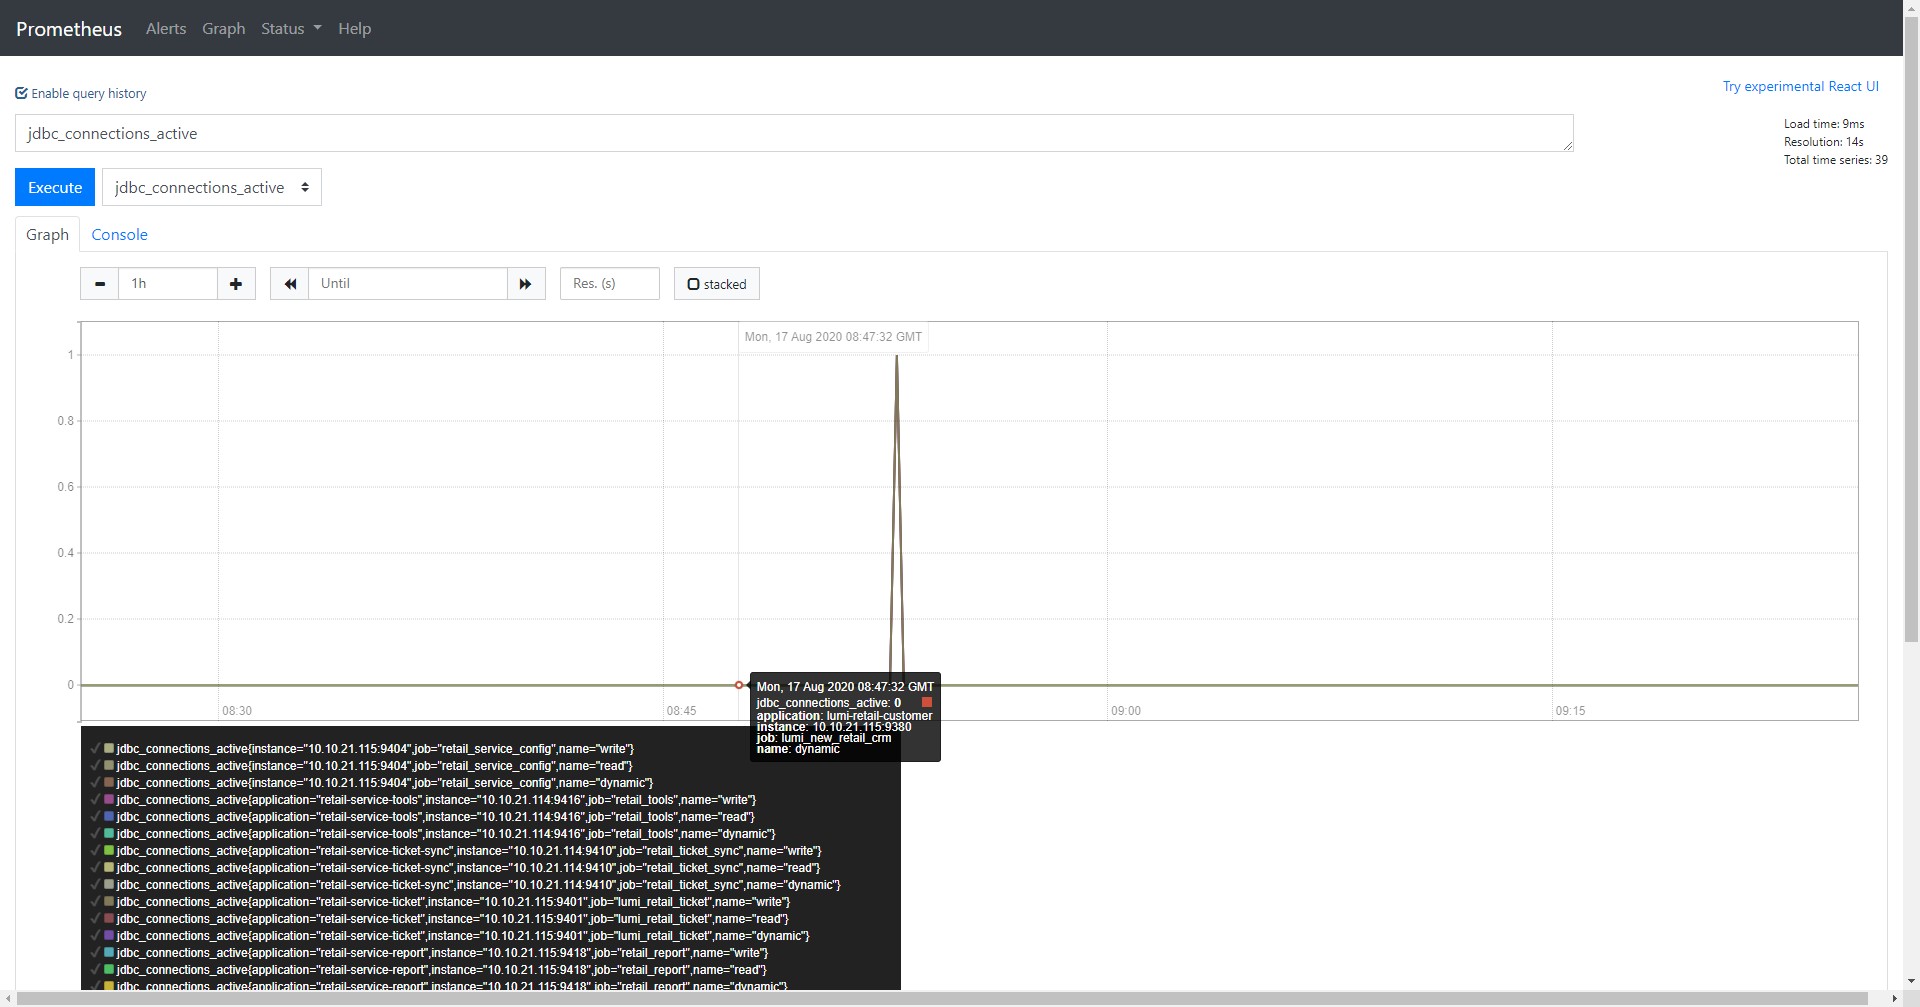 Prometheus Alerts Graph Status Help
Enable query history
Try experimental React UI
jdbc_connections_active
Load time: 9ms
Resolution: 14s
Total time series: 39
Execute jdbc_connections_active
Graph Console
1h Until Res. (s) stacked
Mon, 17 Aug 2020 08:47:32 GMT
1
0.8
0.6
0.4
0.2
0
Mon, 17 Aug 2020 08:47:32 GMT
jdbc_connections_active: 0
application: lumi-retail-customer
instance: 10.10.21.115:9380
job: lumi_new_retail_crm
name: dynamic
08:30 08:45 09:00 09:15
jdbc_connections_active{instance="10.10.21.115:9404",job="retail_service_config",name="write"}
jdbc_connections_active{instance="10.10.21.115:9404",job="retail_service_config",name="read"}
jdbc_connections_active{instance="10.10.21.115:9404",job="retail_service_config",name="dynamic"}
jdbc_connections_active{application="retail-service-tools",instance="10.10.21.114:9416",job="retail_tools",name="write"}
jdbc_connections_active{application="retail-service-tools",instance="10.10.21.114:9416",job="retail_tools",name="read"}
jdbc_connections_active{application="retail-service-tools",instance="10.10.21.114:9416",job="retail_tools",name="dynamic"}
jdbc_connections_active{application="retail-service-ticket-sync",instance="10.10.21.114:9410",job="retail_ticket_sync",name="write"}
jdbc_connections_active{application="retail-service-ticket-sync",instance="10.10.21.114:9410",job="retail_ticket_sync",name="read"}
jdbc_connections_active{application="retail-service-ticket-sync",instance="10.10.21.114:9410",job="retail_ticket_sync",name="dynamic"}
jdbc_connections_active{application="retail-service-ticket",instance="10.10.21.115:9401",job="lumi_retail_ticket",name="write"}
jdbc_connections_active{application="retail-service-ticket",instance="10.10.21.115:9401",job="lumi_retail_ticket",name="read"}
jdbc_connections_active{application="retail-service-ticket",instance="10.10.21.115:9401",job="lumi_retail_ticket",name="dynamic"}
jdbc_connections_active{application="retail-service-report",instance="10.10.21.115:9418",job="retail_report",name="write"}
jdbc_connections_active{application="retail-service-report",instance="10.10.21.115:9418",job="retail_report",name="read"}
jdbc_connections_active{application="retail-service-report",instance="10.10.21.115:9418",job="retail_report",name="dynamic"}